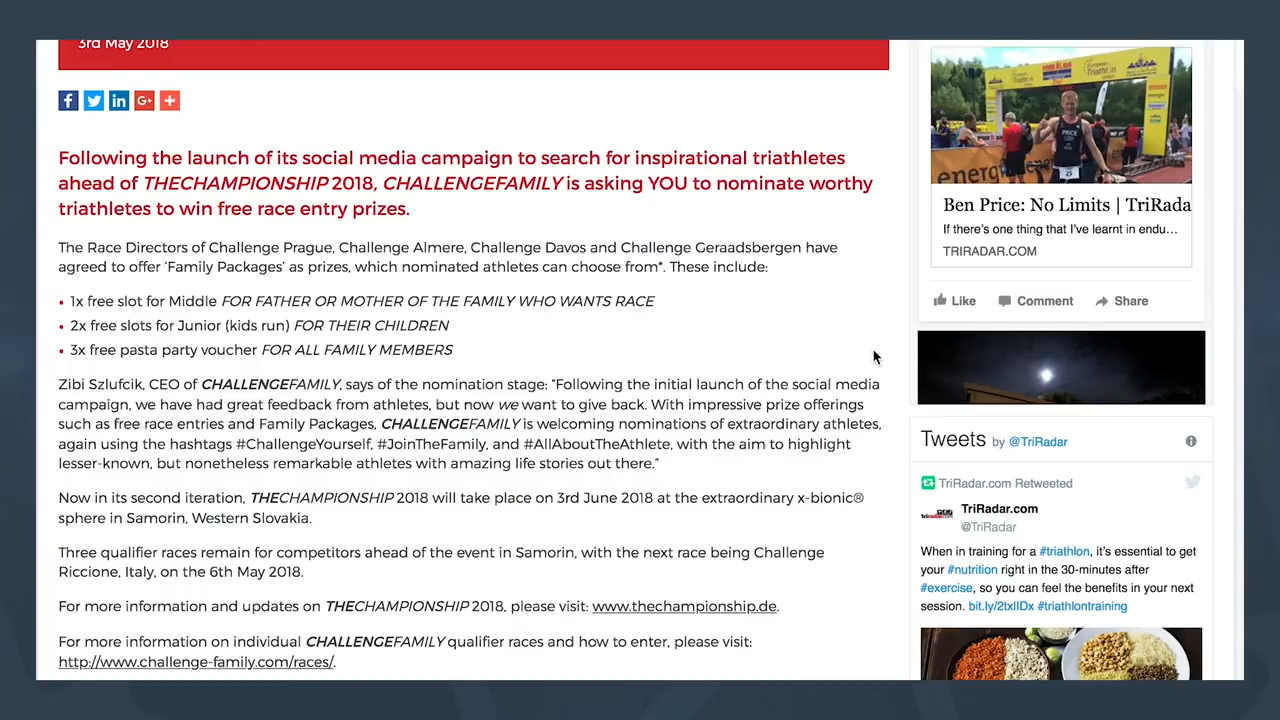 3rd May 2018
Following the launch of its social media campaign to search for inspirational triathletes
ahead of THECHAMPIONSHIP 2018, CHALLENGEFAMILY is asking YOU to nominate worthy
triathletes to win free race entry prizes.
The Race Directors of Challenge Prague, Challenge Almere, Challenge Davos and Challenge Geraadsbergen have
agreed to offer ‘Family Packages’ as prizes, which nominated athletes can choose from*. These include:
• 1x free slot for Middle FOR FATHER OR MOTHER OF THE FAMILY WHO WANTS RACE
• 2x free slots for Junior (kids run) FOR THEIR CHILDREN
• 3x free pasta party voucher FOR ALL FAMILY MEMBERS
Zibi Szlufcik, CEO of CHALLENGEFAMILY, says of the nomination stage: “Following the initial launch of the social media
campaign, we have had great feedback from athletes, but now we want to give back. With impressive prize offerings
such as free race entries and Family Packages, CHALLENGEFAMILY is welcoming nominations of extraordinary athletes,
again using the hashtags #ChallengeYourself, #JoinTheFamily, and #AllAboutTheAthlete, with the aim to highlight
lesser-known, but nonetheless remarkable athletes with amazing life stories out there.”
Now in its second iteration, THECHAMPIONSHIP 2018 will take place on 3rd June 2018 at the extraordinary x-bionic®
sphere in Samorin, Western Slovakia.
Three qualifier races remain for competitors ahead of the event in Samorin, with the next race being Challenge
Riccione, Italy, on the 6th May 2018.
For more information and updates on THECHAMPIONSHIP 2018, please visit: www.thechampionship.de.
For more information on individual CHALLENGEFAMILY qualifier races and how to enter, please visit:
http://www.challenge-family.com/races/.
PRICE
25
energie
Ben Price: No Limits | TriRada
If there's one thing that I've learnt in endu...
TRIRADAR.COM
Like Comment Share
Tweets by @TriRadar
TriRadar.com Retweeted
TriRadar.com
@TriRadar
When in training for a #triathlon, it's essential to get
your #nutrition right in the 30-minutes after
#exercise, so you can feel the benefits in your next
session. bit.ly/2txllDx #triathlontraining